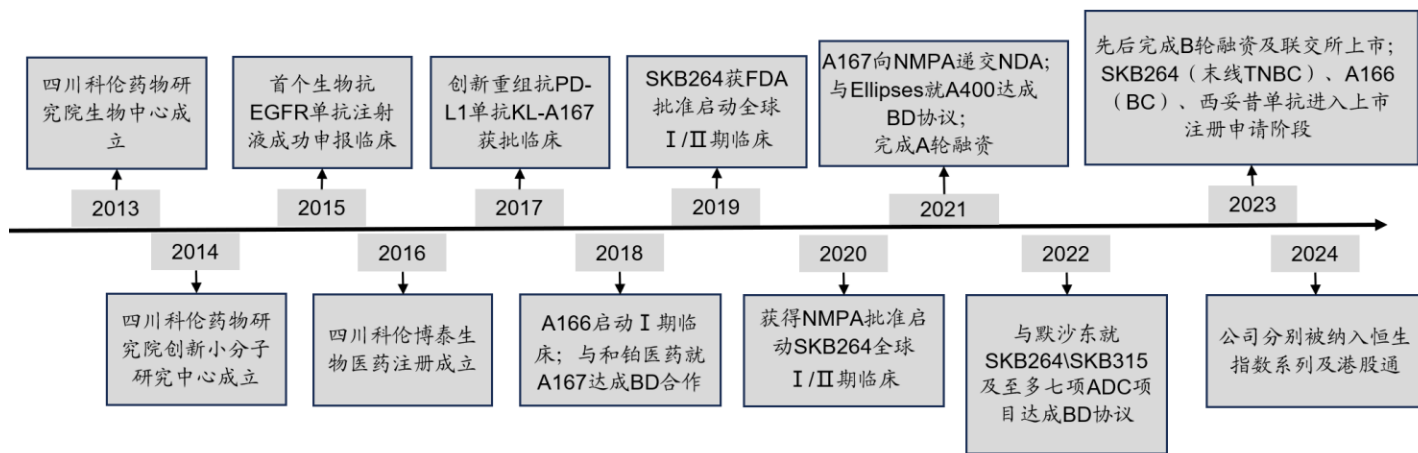 四川科伦药物研
究院生物中心成
立
首个生物抗
EGFR单抗注射
液成功申报临床
创新重组抗PD-
L1单抗KL-A167
获批临床
SKB264获FDA
批准启动全球
Ⅰ/Ⅱ期临床
A167向NMPA递交NDA;
与Ellipses就A400达成
BD协议;
完成A轮融资
先后完成B轮融资及联交所上市;
SKB264（末线TNBC）、A166
（BC）、西妥昔单抗进入上市
注册申请阶段
2013
2015
2017
2019
2021
2023
2014
2016
2018
2020
2022
2024
四川科伦药物研
究院创新小分子
研究中心成立
四川科伦博泰生
物医药注册成立
A166启动Ⅰ期临
床；与和铂医药就
A167达成BD合作
获得NMPA批准启
动SKB264全球
Ⅰ/Ⅱ期临床
与默沙东就
SKB264\SKB315
及至多七项ADC项
目达成BD协议
公司分别被纳入恒生
指数系列及港股通